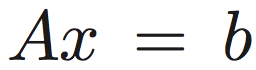 Ax = b